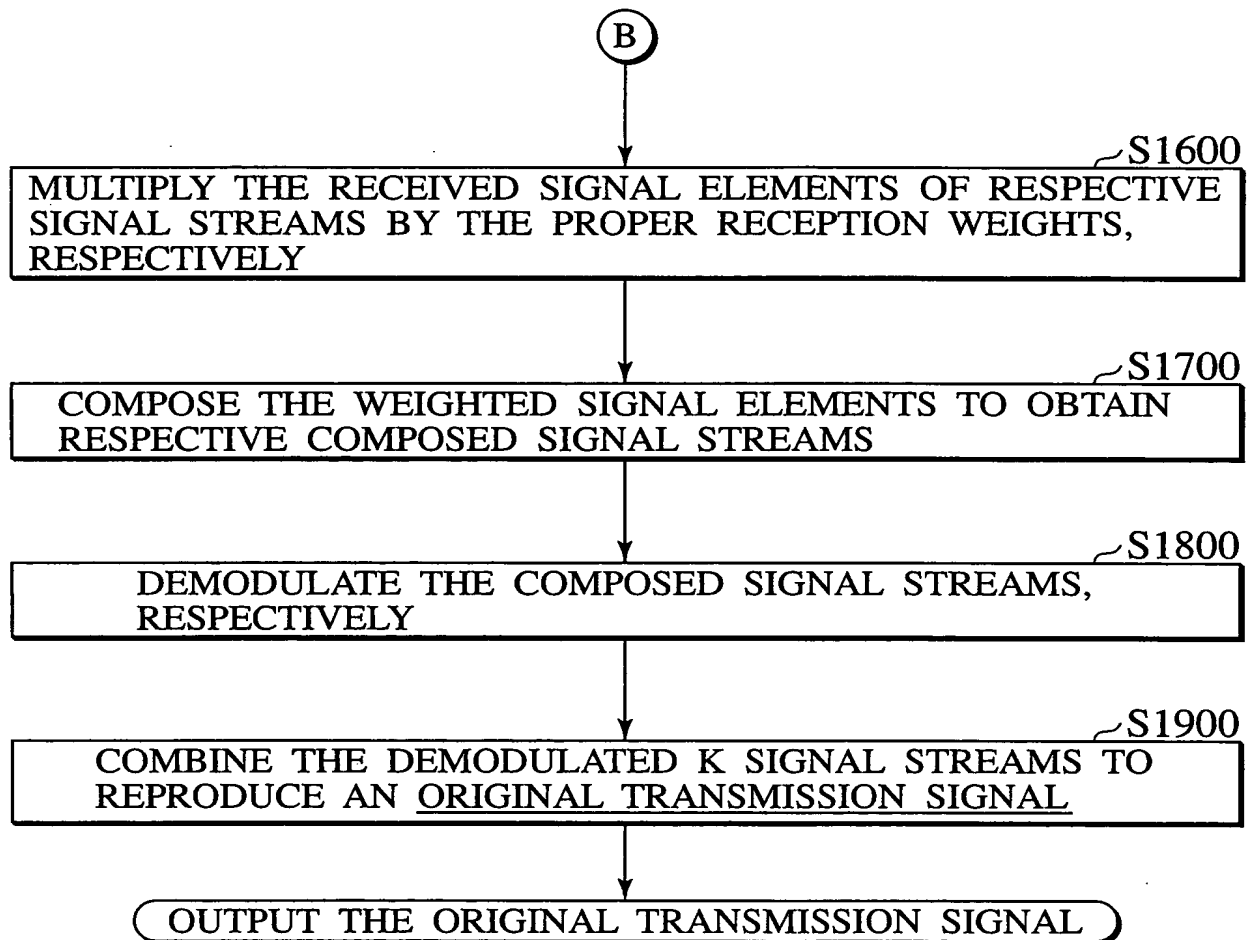 B
S1600
MULTIPLY THE RECEIVED SIGNAL ELEMENTS OF RESPECTIVE
SIGNAL STREAMS BY THE PROPER RECEPTION WEIGHTS,
RESPECTIVELY
S1700
COMPOSE THE WEIGHTED SIGNAL ELEMENTS TO OBTAIN
RESPECTIVE COMPOSED SIGNAL STREAMS
S1800
DEMODULATE THE COMPOSED SIGNAL STREAMS,
RESPECTIVELY
S1900
COMBINE THE DEMODULATED K SIGNAL STREAMS TO
REPRODUCE AN ORIGINAL TRANSMISSION SIGNAL
OUTPUT THE ORIGINAL TRANSMISSION SIGNAL